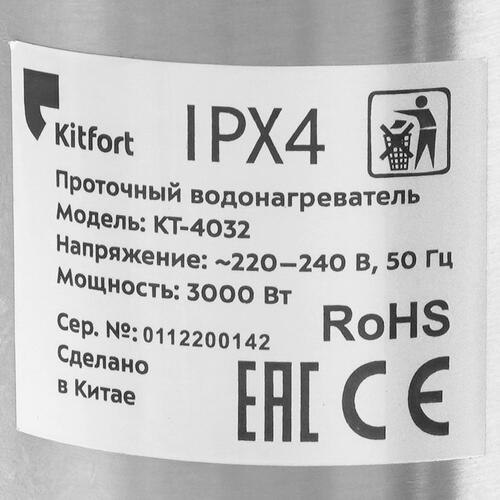 Kitfort IPX4
Проточный водонагреватель
Модель: КТ-4032
Напряжение: ~220–240 В, 50 Гц
Мощность: 3000 Вт
Сер. №: 0112200142
RoHS
Сделано
в Китае
EAC CE